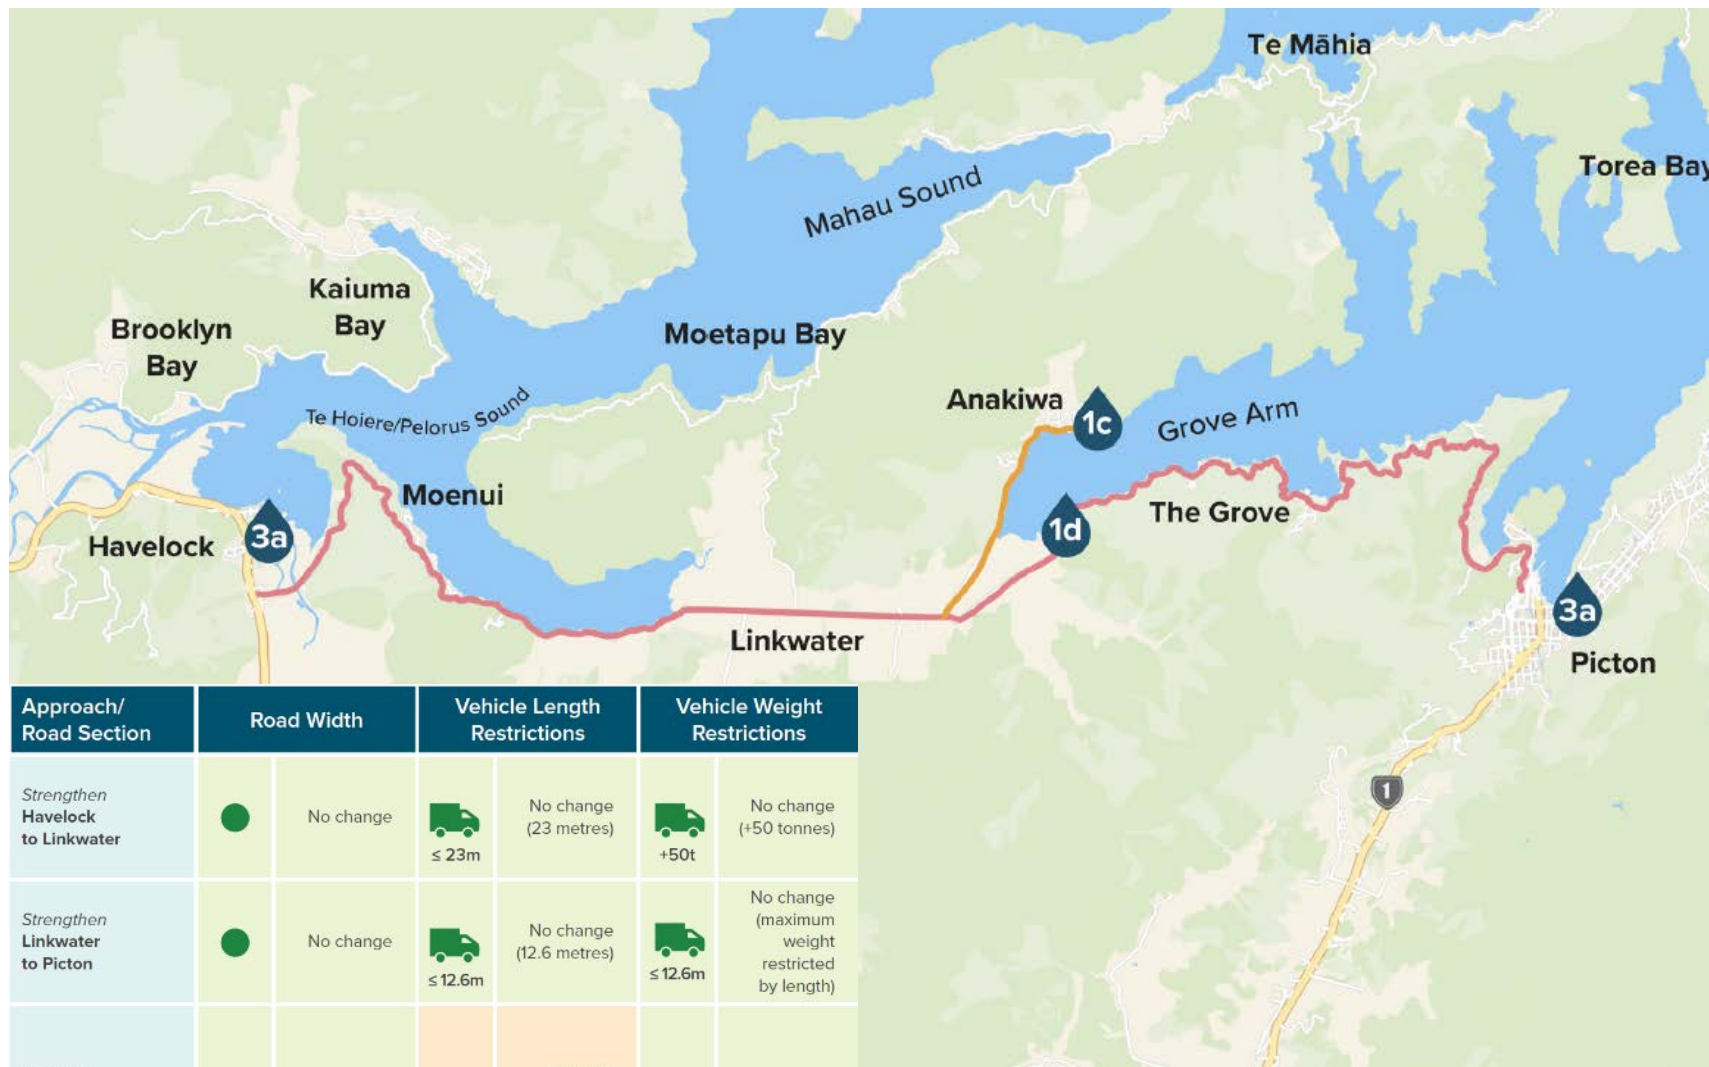 Te Māhia
Torea Bay
Mahau Sound
Kaiuma
Bay
Brooklyn
Bay
Moetapu Bay
Te Hoiere/Pelorus Sound
Anakiwa
1c
Grove Arm
Moenui
The Grove
1d
Havelock
3a
3a
Linkwater
Picton
1
Approach/
Road Section
Road Width
Vehicle Length
Restrictions
Vehicle Weight
Restrictions
Strengthen
Havelock
to Linkwater
No change
≤ 23m
No change
(23 metres)
+50t
No change
(+50 tonnes)
Strengthen
Linkwater
to Picton
No change
≤ 12.6m
No change
(12.6 metres)
≤ 12.6m
No change
(maximum
weight
restricted
by length)